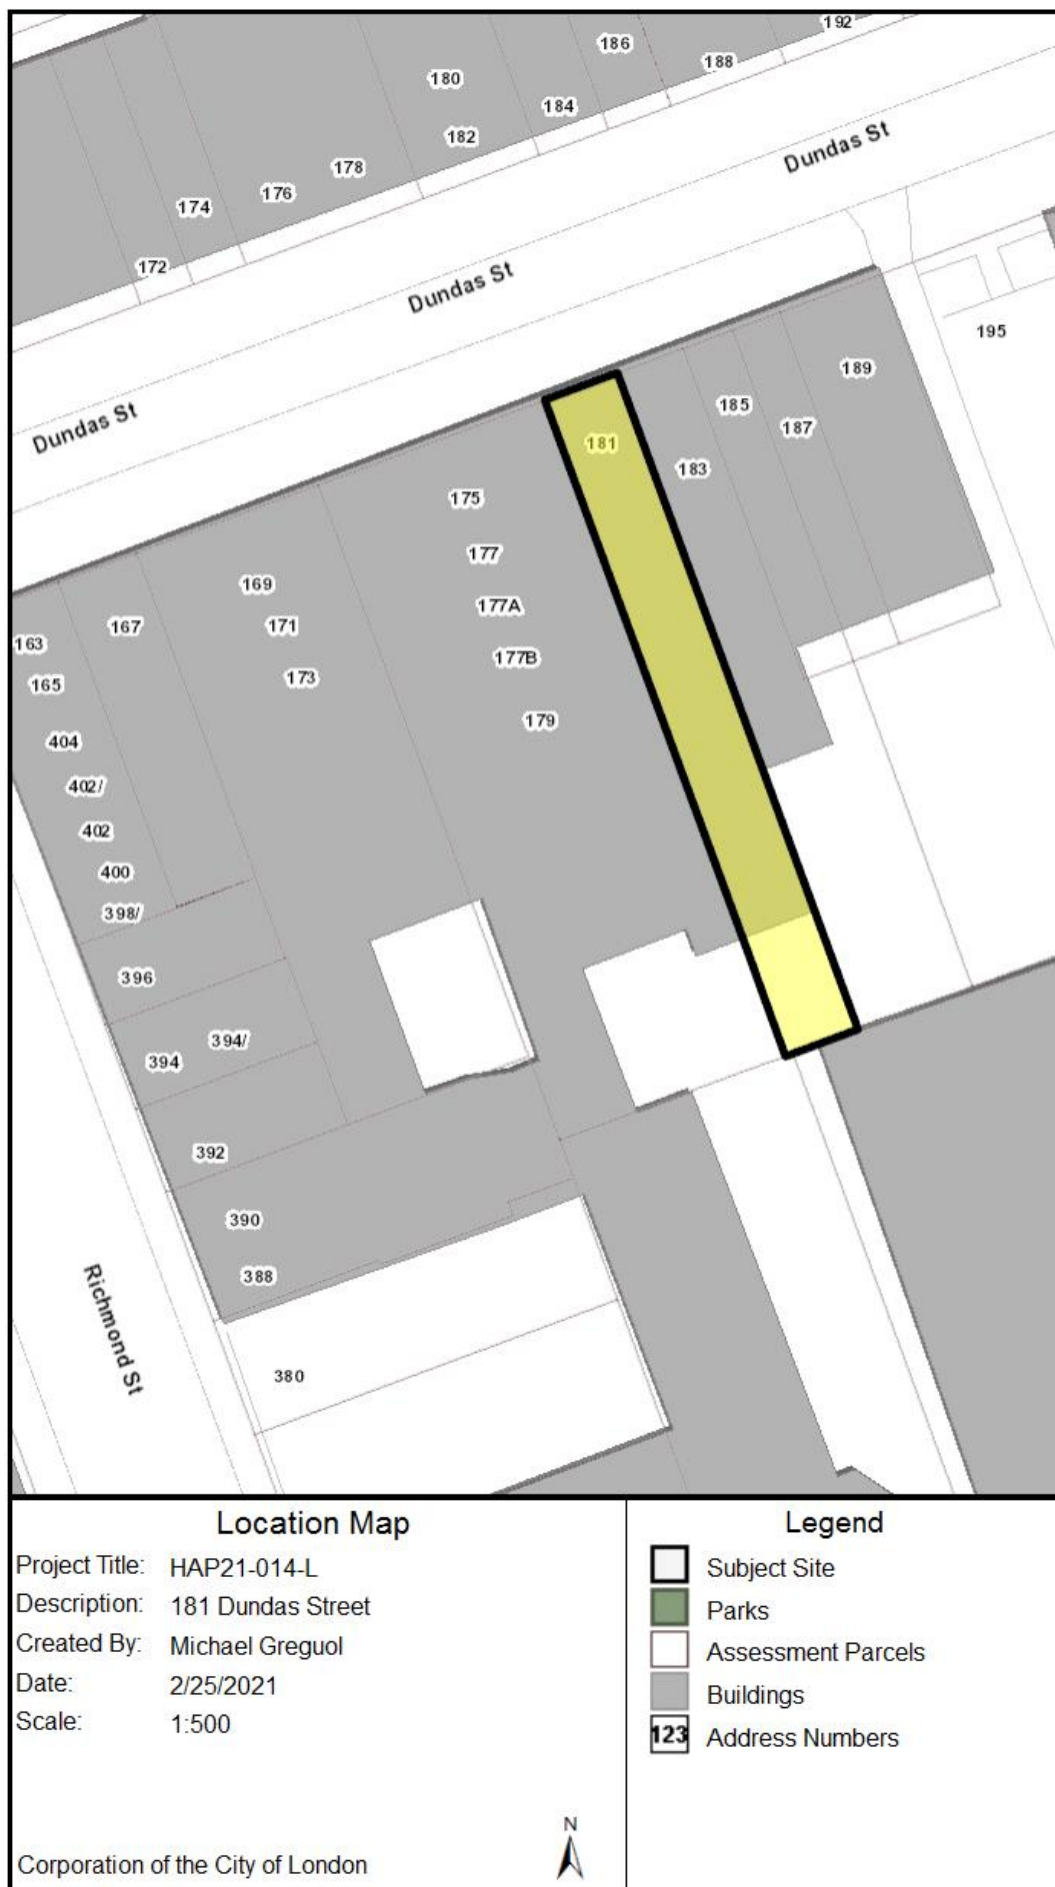 192
186
188
180
184
182
Dundas St
178
176
174
172
Dundas St
195
189
185
187
Dundas St
181
183
175
177
169
177A
167
171
163
177B
173
165
179
404
402/
402
400
398/
396
394/
394
392
390
388
Richmond St
380
Location Map
Project Title: HAP21-014-L
Description: 181 Dundas Street
Created By: Michael Greguol
Date: 2/25/2021
Scale: 1:500
N
Corporation of the City of London
Legend
Subject Site
Parks
Assessment Parcels
Buildings
123 Address Numbers